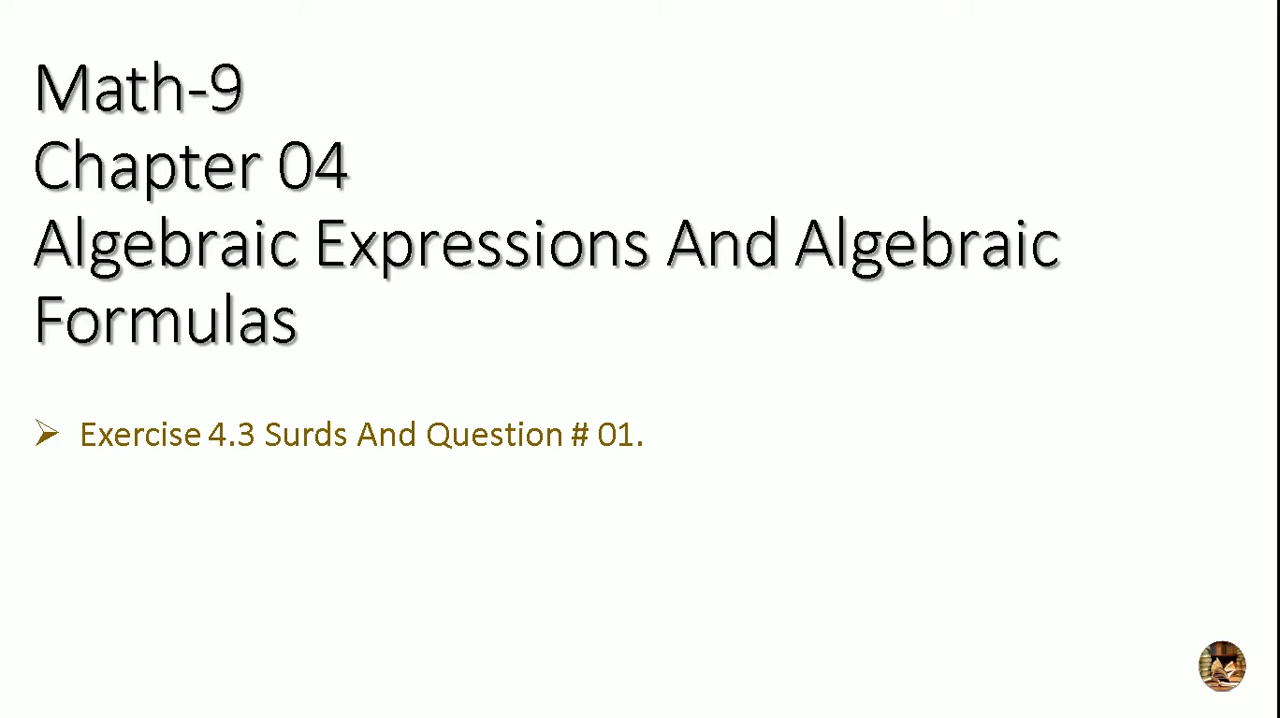 Math-9
Chapter 04
Algebraic Expressions And Algebraic
Formulas
➢ Exercise 4.3 Surds And Question # 01.